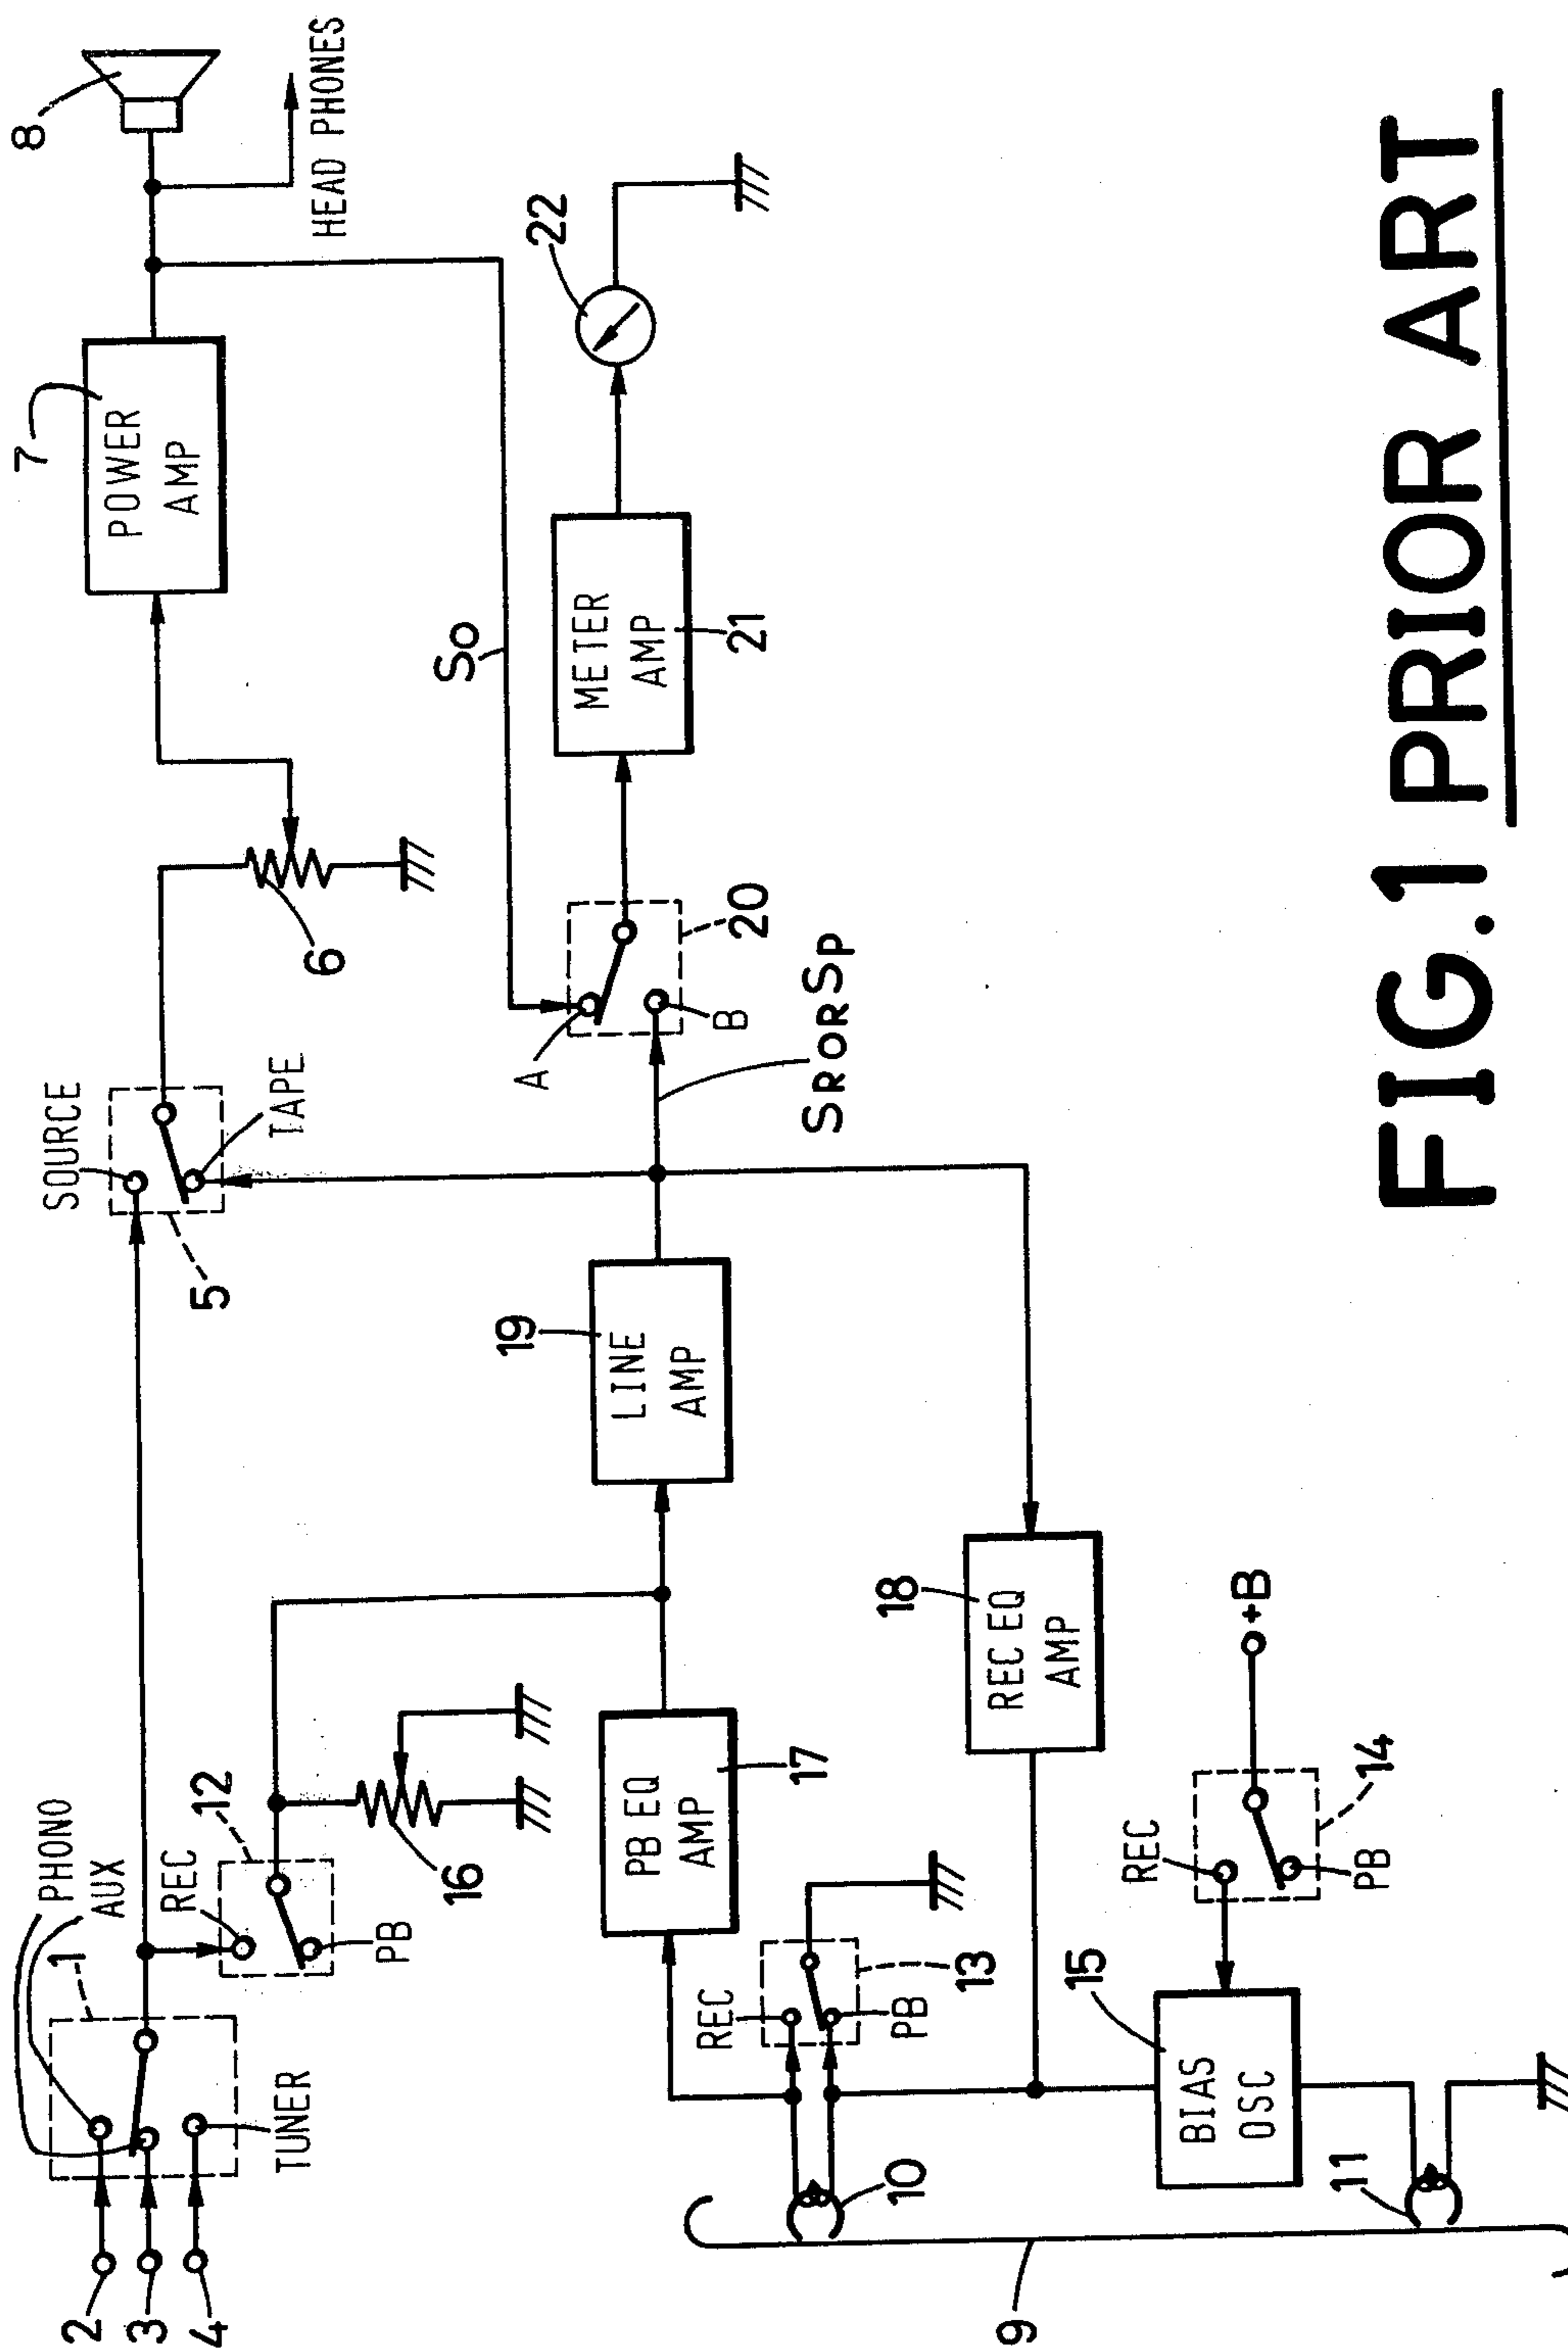 PHONO
AUX
1
2
3
4
TUNER
REC
12
PB
16
SOURCE
5
TAPE
6
7
POWER
AMP
8
HEAD PHONES
So
19
LINE
AMP
PB EQ
AMP
17
A
B
20
SR OR SP
METER
AMP
21
22
REC
13
PB
10
9
18
REC EQ
AMP
15
BIAS
OSC
11
REC
14
PB
+B
FIG.1 PRIOR ART